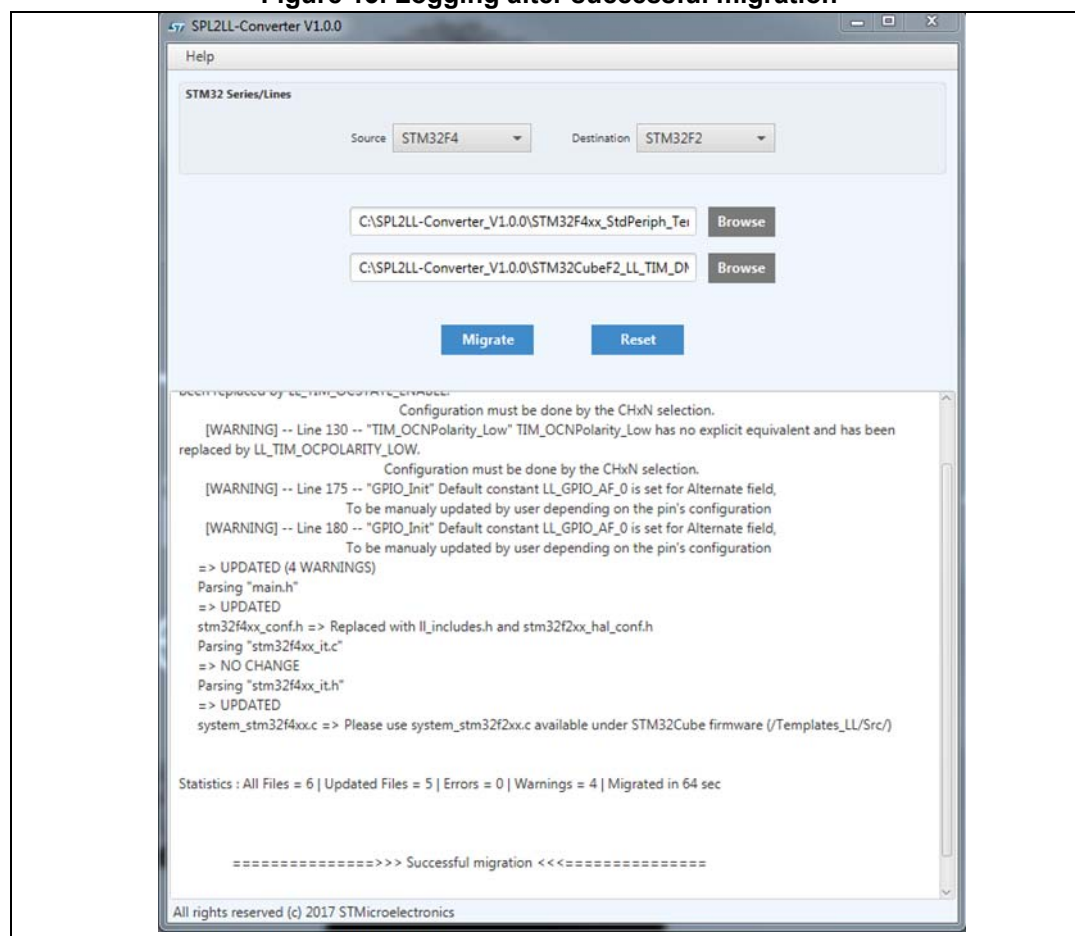 Figure 15. Logging after successful migration
SPL2LL-Converter V1.0.0
Help
STM32 Series/Lines
Source STM32F4 Destination STM32F2
C:\SPL2LL-Converter_V1.0.0\STM32F4xx_StdPeriph_Te Browse
C:\SPL2LL-Converter_V1.0.0\STM32CubeF2_LL_TIM_D Browse
Migrate Reset
been replaced by LL_TIM_OCSTATE_ENABLE.
Configuration must be done by the CHxN selection.
[WARNING] -- Line 130 -- "TIM_OCNPolarity_Low" TIM_OCNPolarity_Low has no explicit equivalent and has been
replaced by LL_TIM_OCPOLARITY_LOW.
Configuration must be done by the CHxN selection.
[WARNING] -- Line 175 -- "GPIO_Init" Default constant LL_GPIO_AF_0 is set for Alternate field,
To be manualy updated by user depending on the pin's configuration
[WARNING] -- Line 180 -- "GPIO_Init" Default constant LL_GPIO_AF_0 is set for Alternate field,
To be manualy updated by user depending on the pin's configuration
=> UPDATED (4 WARNINGS)
Parsing "main.h"
=> UPDATED
stm32f4xx_conf.h => Replaced with ll_includes.h and stm32f2xx_hal_conf.h
Parsing "stm32f4xx_it.c"
=> NO CHANGE
Parsing "stm32f4xx_it.h"
=> UPDATED
system_stm32f4xx.c => Please use system_stm32f2xx.c available under STM32Cube firmware (/Templates_LL/Src/)
Statistics : All Files = 6 | Updated Files = 5 | Errors = 0 | Warnings = 4 | Migrated in 64 sec
===============>>> Successful migration <<<===============
All rights reserved (c) 2017 STMicroelectronics